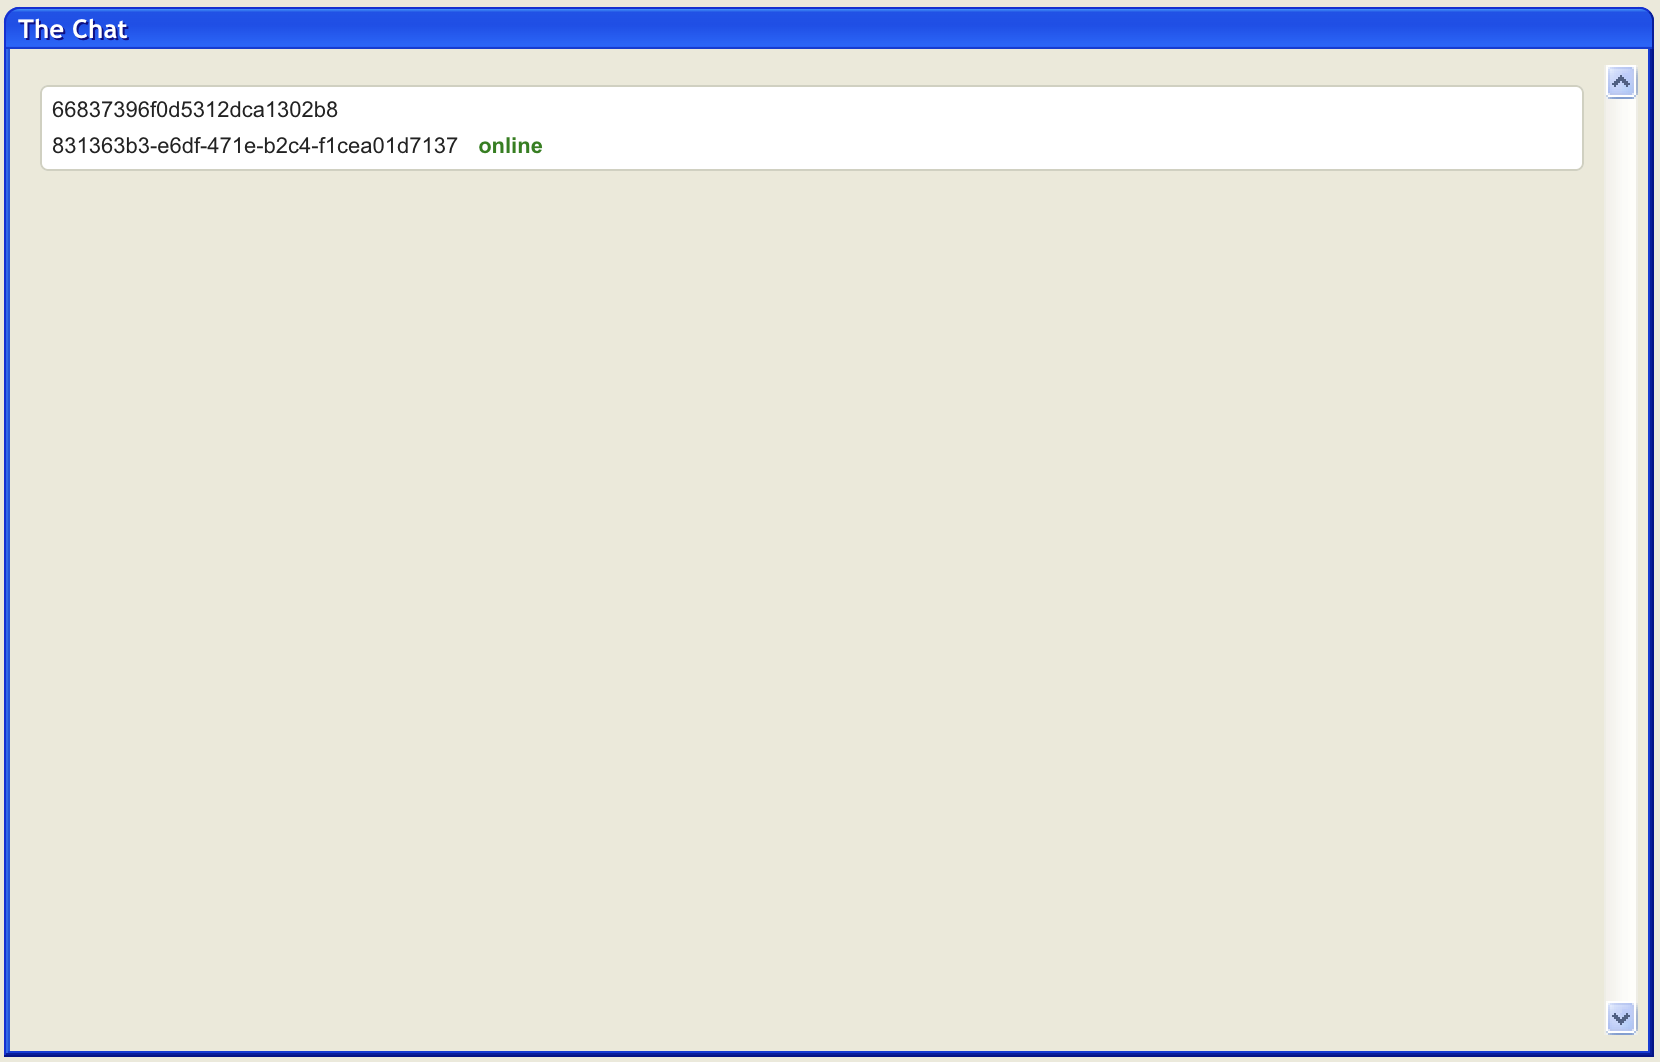 The Chat
66837396f0d5312dca1302b8
831363b3-e6df-471e-b2c4-f1cea01d7137 online